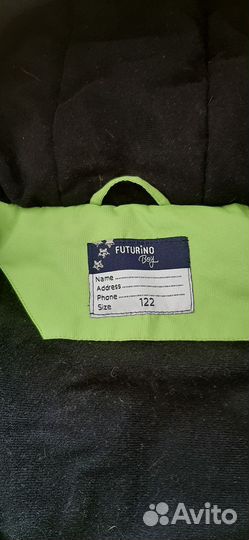 FUTURiNO
Boy
Name
Address
Phone
Size 122
Avito